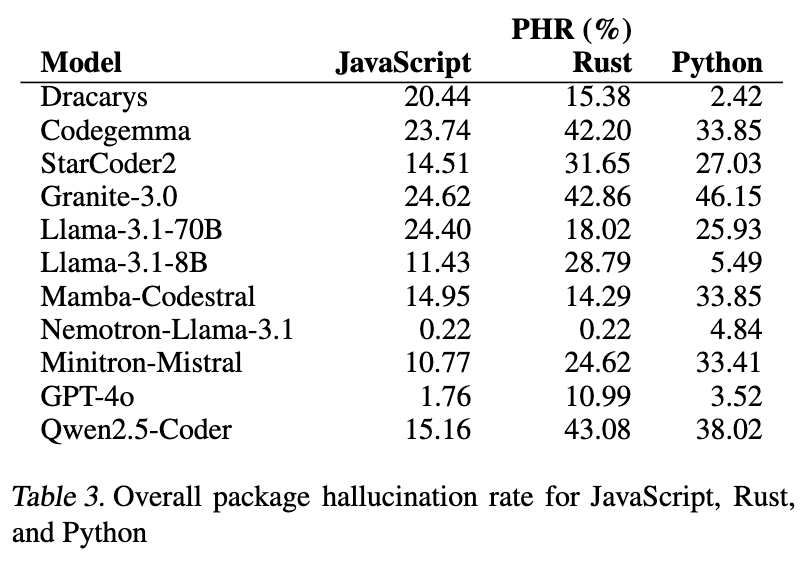 PHR (%)
Model JavaScript Rust Python
Dracarys 20.44 15.38 2.42
Codegemma 23.74 42.20 33.85
StarCoder2 14.51 31.65 27.03
Granite-3.0 24.62 42.86 46.15
Llama-3.1-70B 24.40 18.02 25.93
Llama-3.1-8B 11.43 28.79 5.49
Mamba-Codestral 14.95 14.29 33.85
Nemotron-Llama-3.1 0.22 0.22 4.84
Minitron-Mistral 10.77 24.62 33.41
GPT-4o 1.76 10.99 3.52
Qwen2.5-Coder 15.16 43.08 38.02
Table 3. Overall package hallucination rate for JavaScript, Rust,
and Python